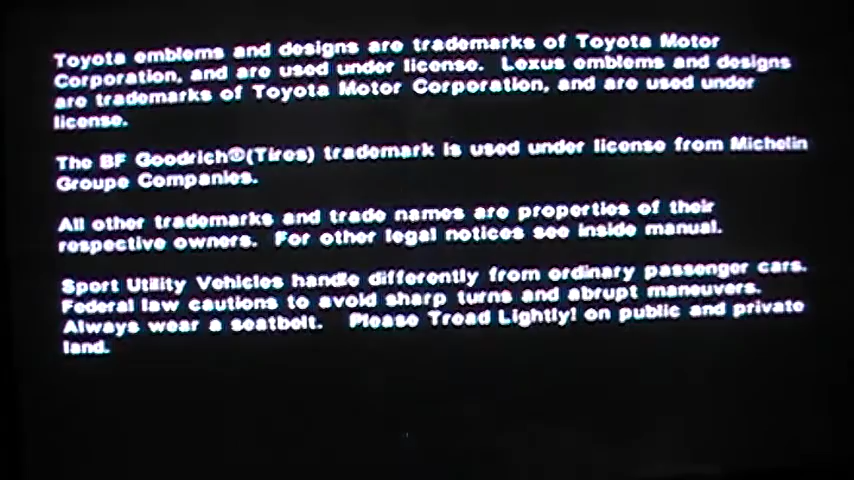 Toyota emblems and designs are trademarks of Toyota Motor
Corporation, and are used under license.  Lexus emblems and designs
are trademarks of Toyota Motor Corporation, and are used under
license.
The BF Goodrich®(Tires) trademark is used under license from Michelin
Groupe Companies.
All other trademarks and trade names are properties of their
respective owners.  For other legal notices see inside manual.
Sport Utility Vehicles handle differently from ordinary passenger cars.
Federal law cautions to avoid sharp turns and abrupt maneuvers.
Always wear a seatbelt.   Please Tread Lightly! on public and private
land.